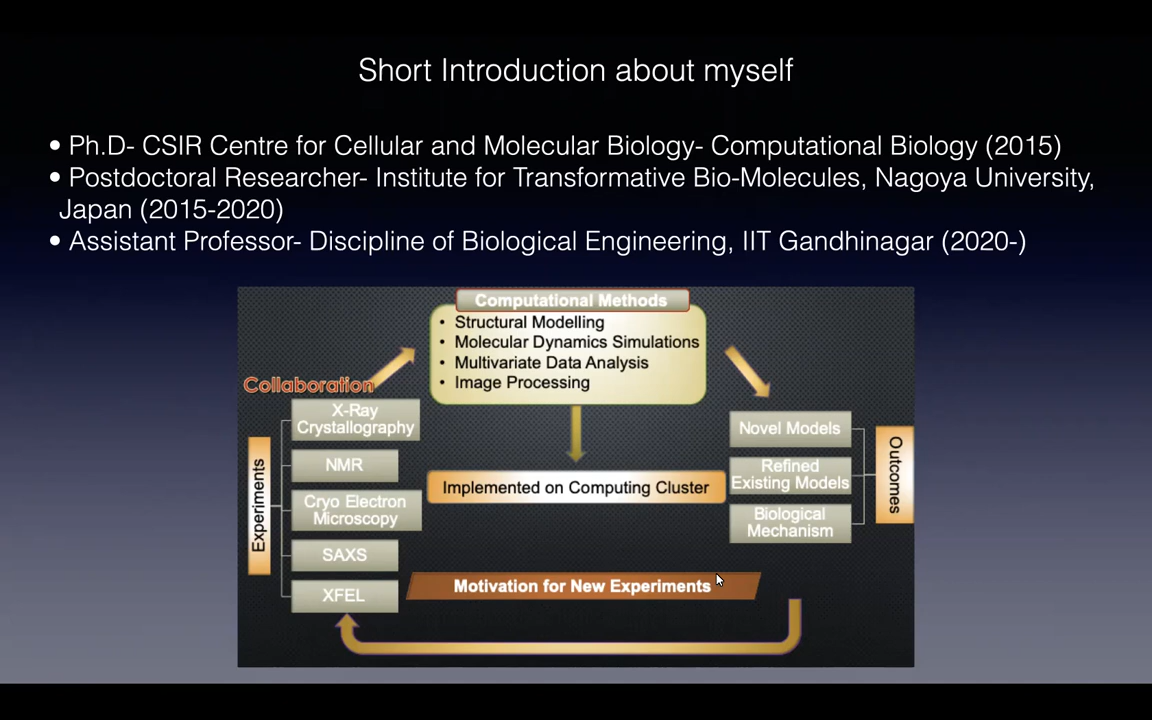 Short Introduction about myself
• Ph.D- CSIR Centre for Cellular and Molecular Biology- Computational Biology (2015)
• Postdoctoral Researcher- Institute for Transformative Bio-Molecules, Nagoya University,
Japan (2015-2020)
• Assistant Professor- Discipline of Biological Engineering, IIT Gandhinagar (2020-)
Computational Methods
• Structural Modelling
• Molecular Dynamics Simulations
• Multivariate Data Analysis
• Image Processing
Collaboration
Experiments
X-Ray
Crystallography
NMR
Cryo Electron
Microscopy
SAXS
XFEL
Implemented on Computing Cluster
Novel Models
Refined
Existing Models
Biological
Mechanism
Outcomes
Motivation for New Experiments